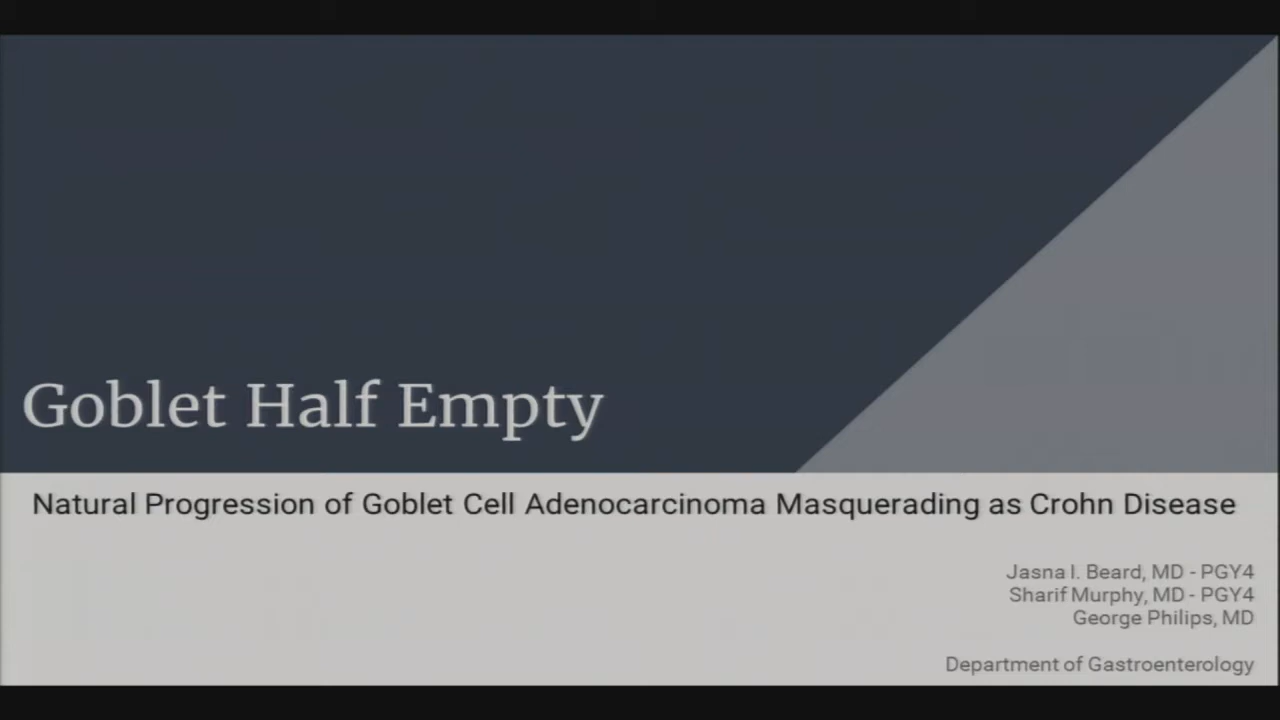 Goblet Half Empty
Natural Progression of Goblet Cell Adenocarcinoma Masquerading as Crohn Disease
Jasna I. Beard, MD - PGY4
Sharif Murphy, MD - PGY4
George Philips, MD
Department of Gastroenterology